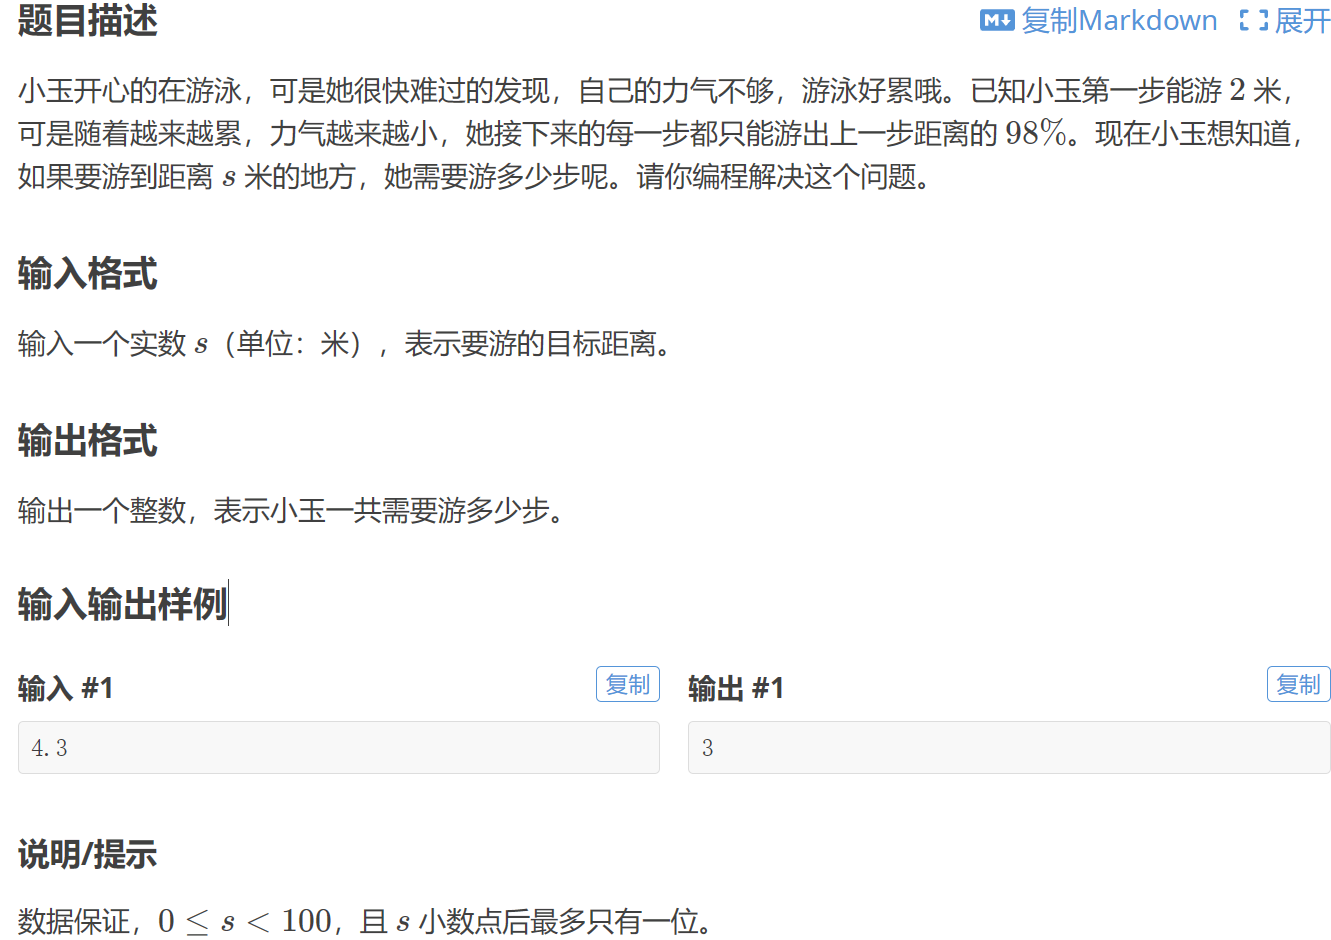 题目描述
M↓ 复制Markdown 展开
小玉开心的在游泳，可是她很快难过的发现，自己的力气不够，游泳好累哦。已知小玉第一步能游 2 米，
可是随着越来越累，力气越来越小，她接下来的每一步都只能游出上一步距离的 98%。现在小玉想知道，
如果要游到距离 s 米的地方，她需要游多少步呢。请你编程解决这个问题。
输入格式
输入一个实数 s（单位：米），表示要游的目标距离。
输出格式
输出一个整数，表示小玉一共需要游多少步。
输入输出样例
输入 #1 复制
4.3
输出 #1 复制
3
说明/提示
数据保证，0 ≤ s < 100，且 s 小数点后最多只有一位。